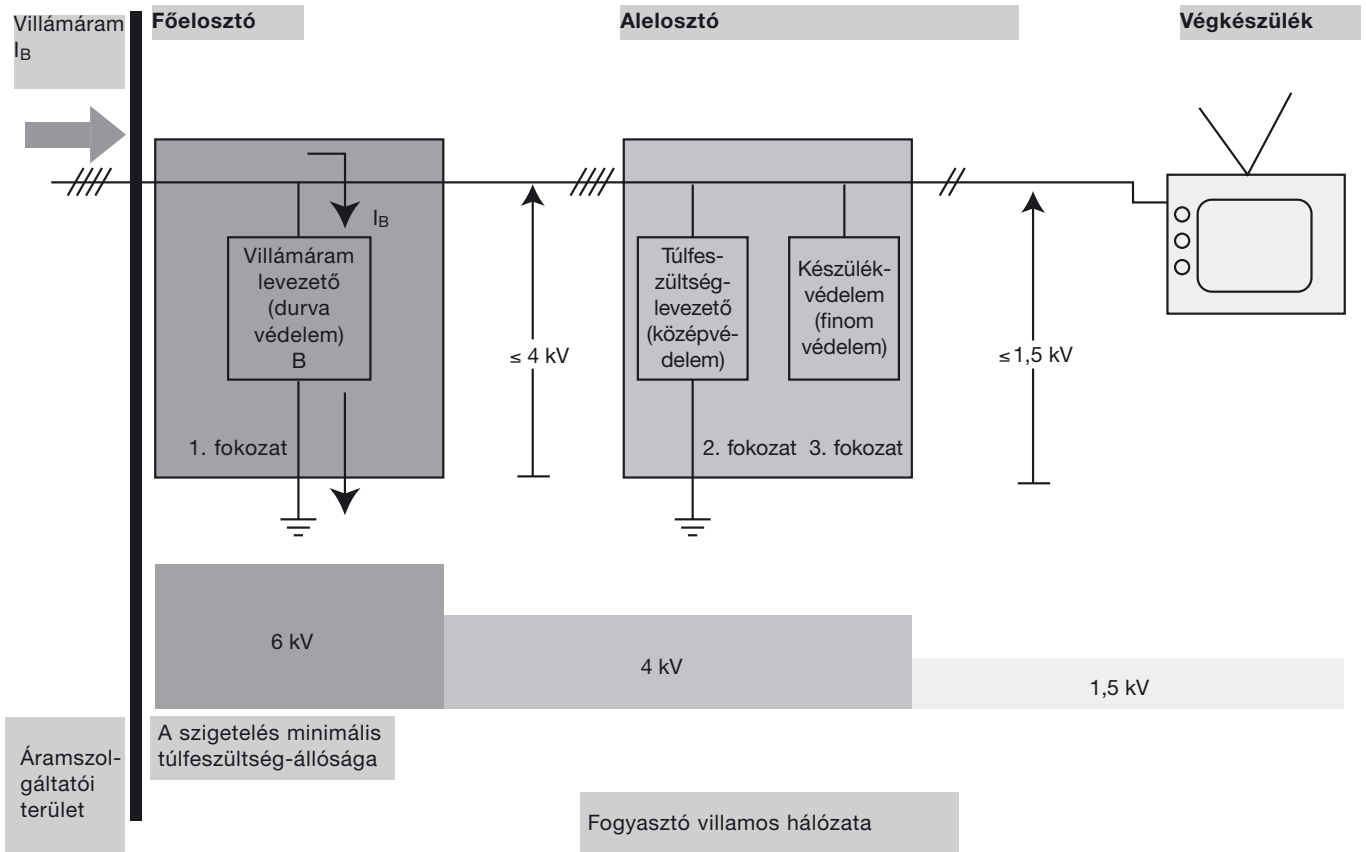 Villámáram
IB
Főelosztó
Alelosztó
Végkészülék
IB
Villámáram
levezető
(durva
védelem)
B
1. fokozat
≤ 4 kV
Túlfes-
zültség-
levezető
(középvé-
delem)
Készülék-
védelem
(finom
védelem)
2. fokozat 3. fokozat
≤ 1,5 kV
6 kV
4 kV
1,5 kV
A szigetelés minimális
túlfeszültség-állósága
Áramszol-
gáltatói
terület
Fogyasztó villamos hálózata